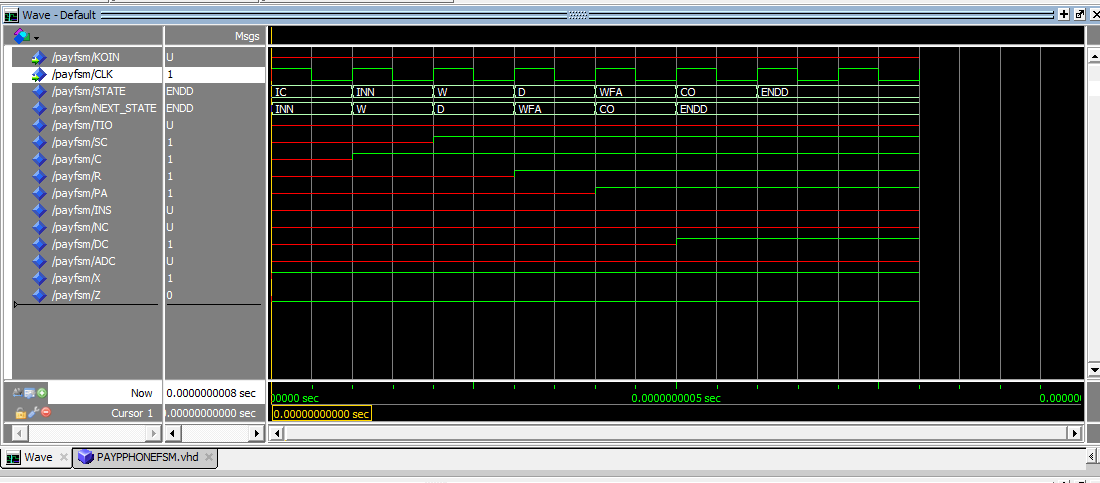 Wave - Default
Msgs
/payfsm/KOIN U
/payfsm/CLK 1
/payfsm/STATE ENDD IC INN W D WFA CO ENDD
/payfsm/NEXT_STATE ENDD INN W D WFA CO ENDD
/payfsm/TIO U
/payfsm/SC 1
/payfsm/C 1
/payfsm/R 1
/payfsm/PA 1
/payfsm/INS U
/payfsm/NC U
/payfsm/DC 1
/payfsm/ADC U
/payfsm/X 1
/payfsm/Z 0
Now 0.0000000008 sec 00000 sec 0.0000000005 sec 0.00000
Cursor 1 0.00000000000 sec 0.00000000000 sec
Wave PAYPPHONEFSM.vhd